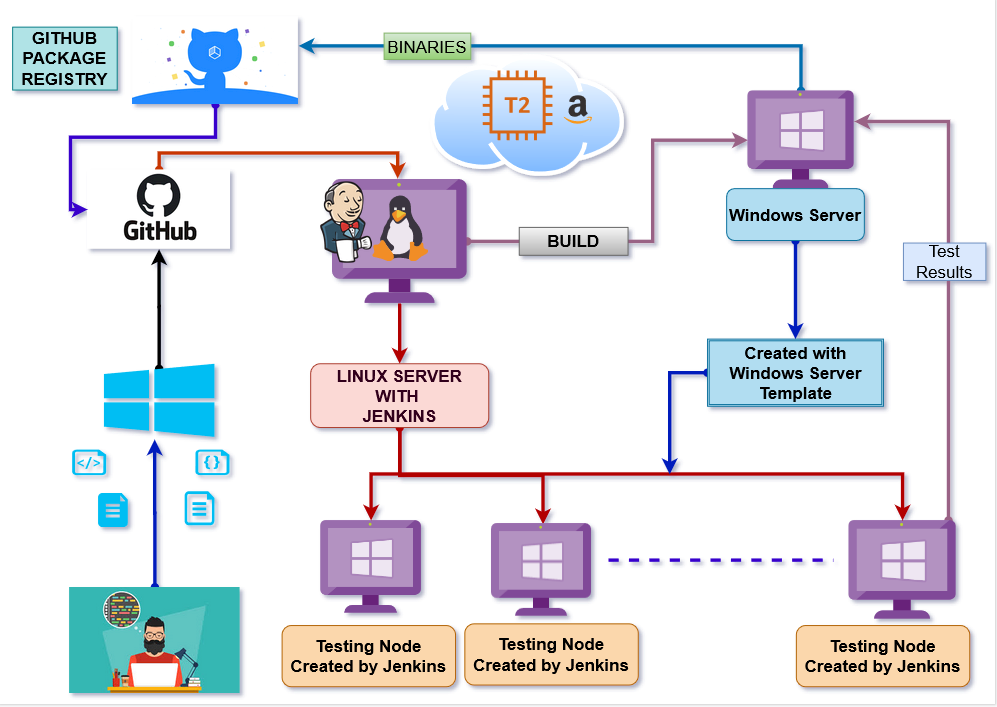 GITHUB
PACKAGE
REGISTRY
BINARIES
T2
a
GitHub
BUILD
Windows Server
Test
Results
Created with
Windows Server
Template
LINUX SERVER
WITH
JENKINS
</>
{}
Testing Node
Created by Jenkins
Testing Node
Created by Jenkins
Testing Node
Created by Jenkins